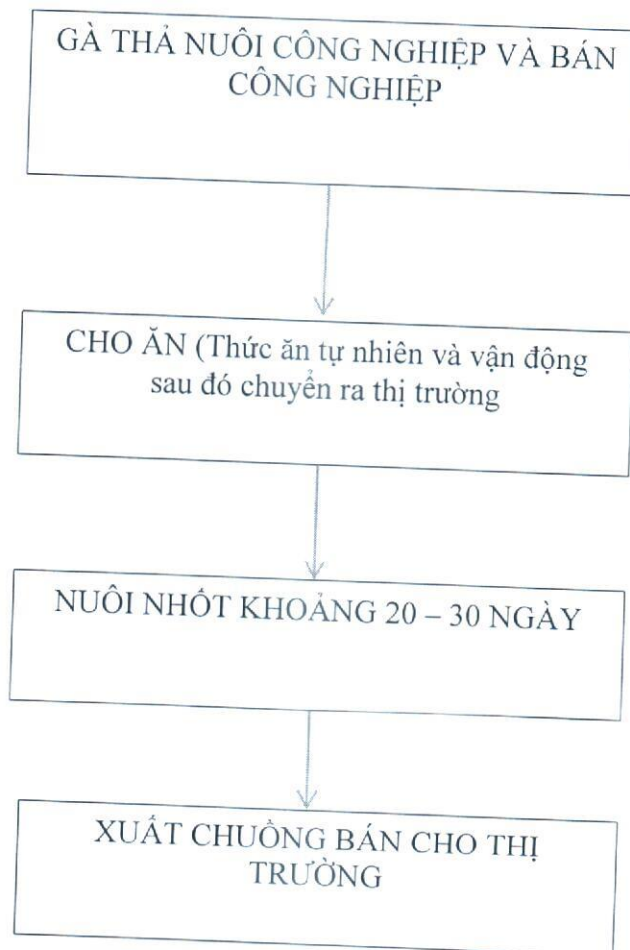 GÀ THẢ NUÔI CÔNG NGHIỆP VÀ BÁN
CÔNG NGHIỆP
CHO ĂN (Thức ăn tự nhiên và vận động
sau đó chuyển ra thị trường
NUÔI NHỐT KHOẢNG 20 – 30 NGÀY
XUẤT CHUỒNG BÁN CHO THỊ
TRƯỜNG